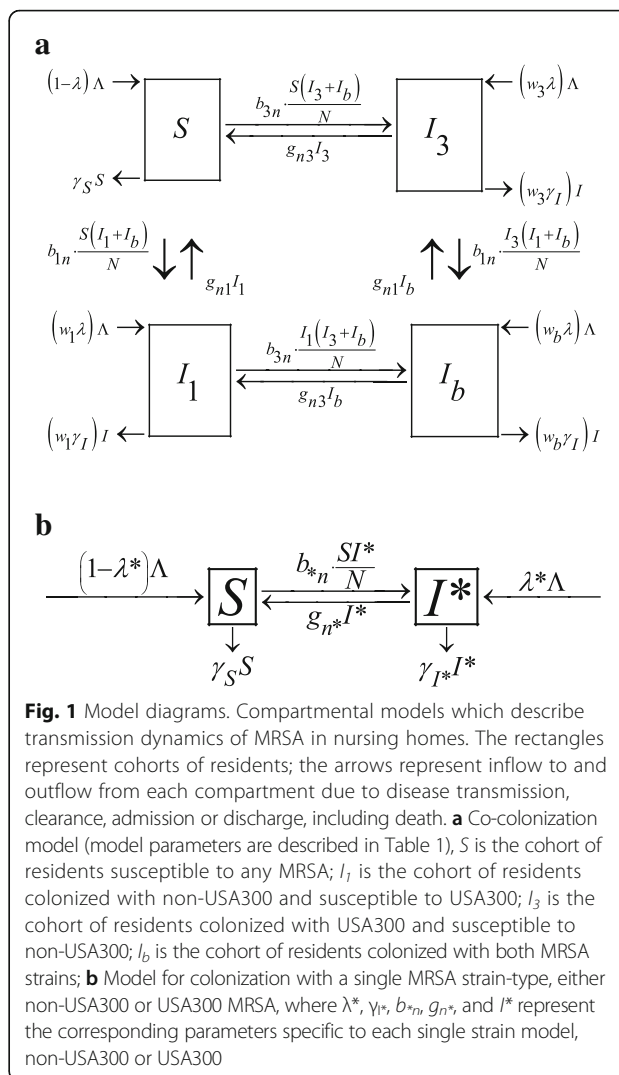 a
(1-λ)Λ
S
b3n·S(I3+Ib)/N
gn3I3
I3
(w3λ)Λ
γSS
(w3γI)I
b1n·S(I1+Ib)/N
gn1I1
gn1Ib
b1n·I3(I1+Ib)/N
(w1λ)Λ
I1
b3n·I1(I3+Ib)/N
gn3Ib
Ib
(wbλ)Λ
(w1γI)I
(wbγI)I
b
(1-λ*)Λ
S
b*n·SI*/N
gn*I*
I*
λ*Λ
γSS
γI*I*
Fig. 1 Model diagrams. Compartmental models which describe
transmission dynamics of MRSA in nursing homes. The rectangles
represent cohorts of residents; the arrows represent inflow to and
outflow from each compartment due to disease transmission,
clearance, admission or discharge, including death. a Co-colonization
model (model parameters are described in Table 1), S is the cohort of
residents susceptible to any MRSA; I1 is the cohort of residents
colonized with non-USA300 and susceptible to USA300; I3 is the
cohort of residents colonized with USA300 and susceptible to
non-USA300; Ib is the cohort of residents colonized with both MRSA
strains; b Model for colonization with a single MRSA strain-type, either
non-USA300 or USA300 MRSA, where λ*, γI*, b*n, gn*, and I* represent
the corresponding parameters specific to each single strain model,
non-USA300 or USA300